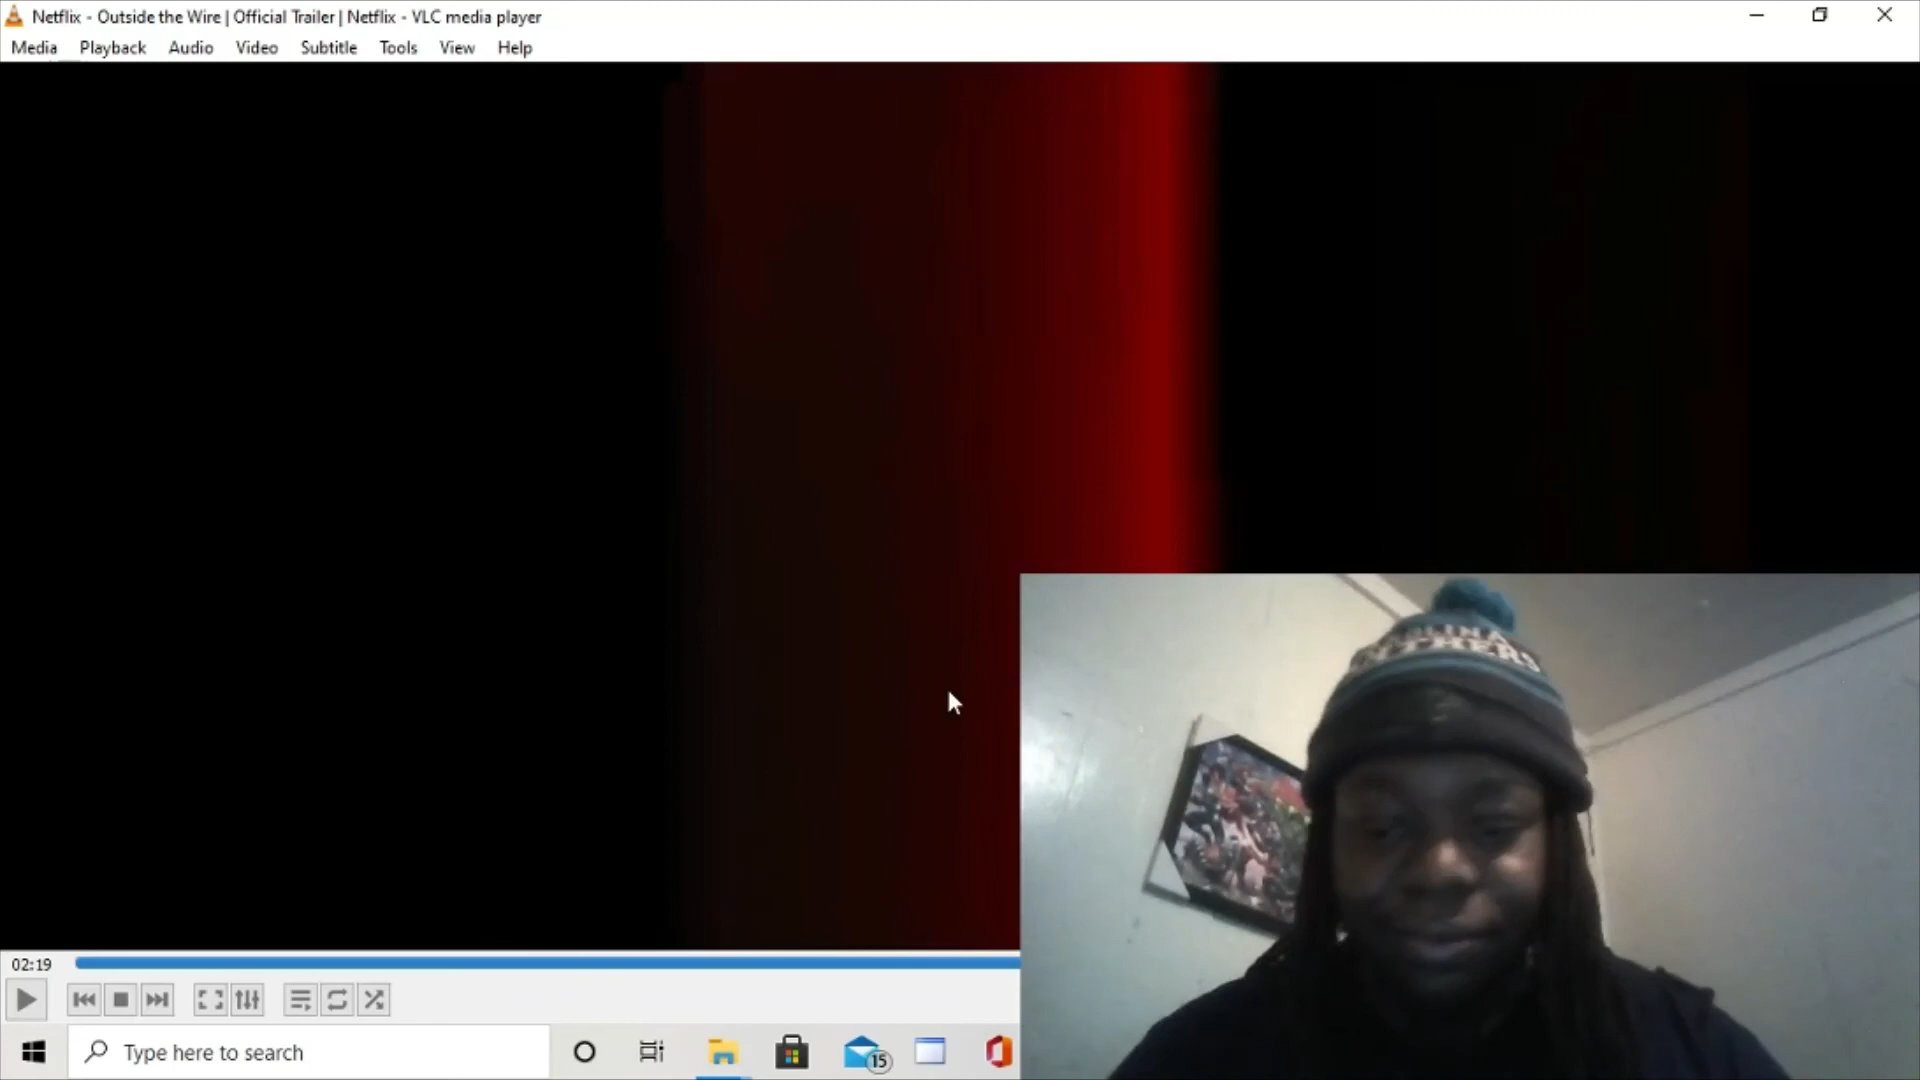 Netflix - Outside the Wire | Official Trailer | Netflix - VLC media player
Media Playback Audio Video Subtitle Tools View Help
02:19
Type here to search
15